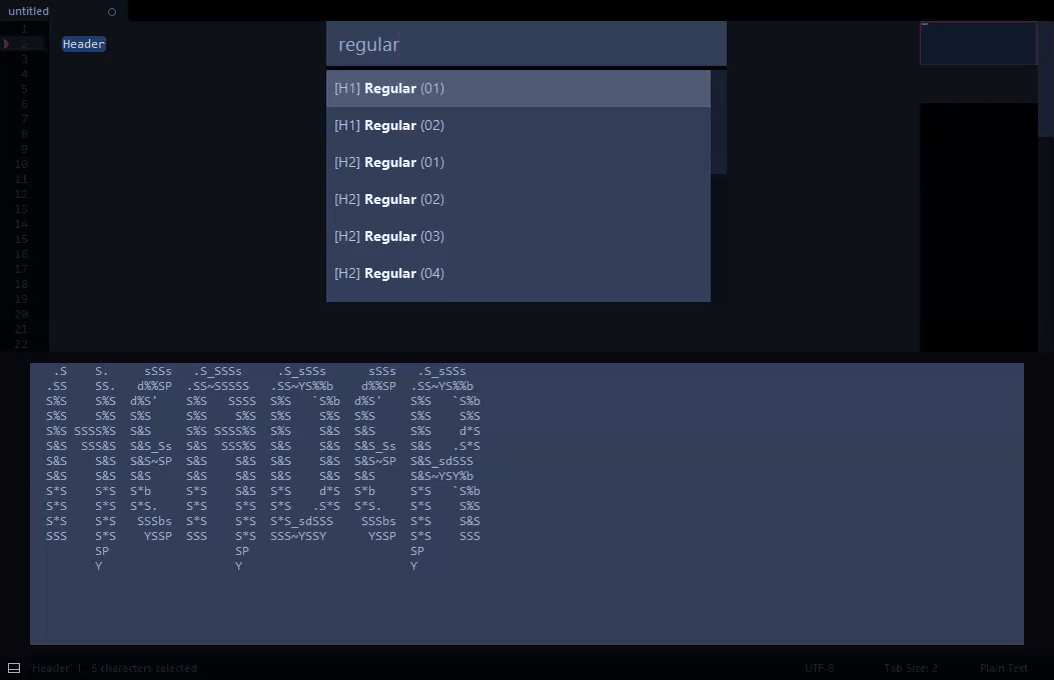 untitled
1
2
3
4
5
6
7
8
9
10
11
12
13
14
15
16
17
18
19
20
21
22
Header
regular
[H1] Regular (01)
[H1] Regular (02)
[H2] Regular (01)
[H2] Regular (02)
[H2] Regular (03)
[H2] Regular (04)
 .S    S.     sSSs   .S_SSSs     .S_sSSs      sSSs   .S_sSSs
.SS    SS.   d%%SP  .SS~SSSSS   .SS~YS%%b    d%%SP  .SS~YS%%b
S%S    S%S  d%S'    S%S   SSSS  S%S   `S%b  d%S'    S%S   `S%b
S%S    S%S  S%S     S%S    S%S  S%S    S%S  S%S     S%S    S%S
S%S SSSS%S  S&S     S%S SSSS%S  S%S    S&S  S&S     S%S    d*S
S&S  SSS&S  S&S_Ss  S&S  SSS%S  S&S    S&S  S&S_Ss  S&S   .S*S
S&S    S&S  S&S~SP  S&S    S&S  S&S    S&S  S&S~SP  S&S_sdSSS
S&S    S&S  S&S     S&S    S&S  S&S    S&S  S&S     S&S~YSY%b
S*S    S*S  S*b     S*S    S&S  S*S    d*S  S*b     S*S   `S%b
S*S    S*S  S*S.    S*S    S*S  S*S   .S*S  S*S.    S*S    S%S
S*S    S*S   SSSbs  S*S    S*S  S*S_sdSSS    SSSbs  S*S    S&S
SSS    S*S    YSSP  SSS    S*S  SSS~YSSY      YSSP  S*S    SSS
       SP                  SP                       SP
       Y                   Y                        Y
'Header' 1 . 6 characters selected UTF-8 Tab Size: 2 Plain Text